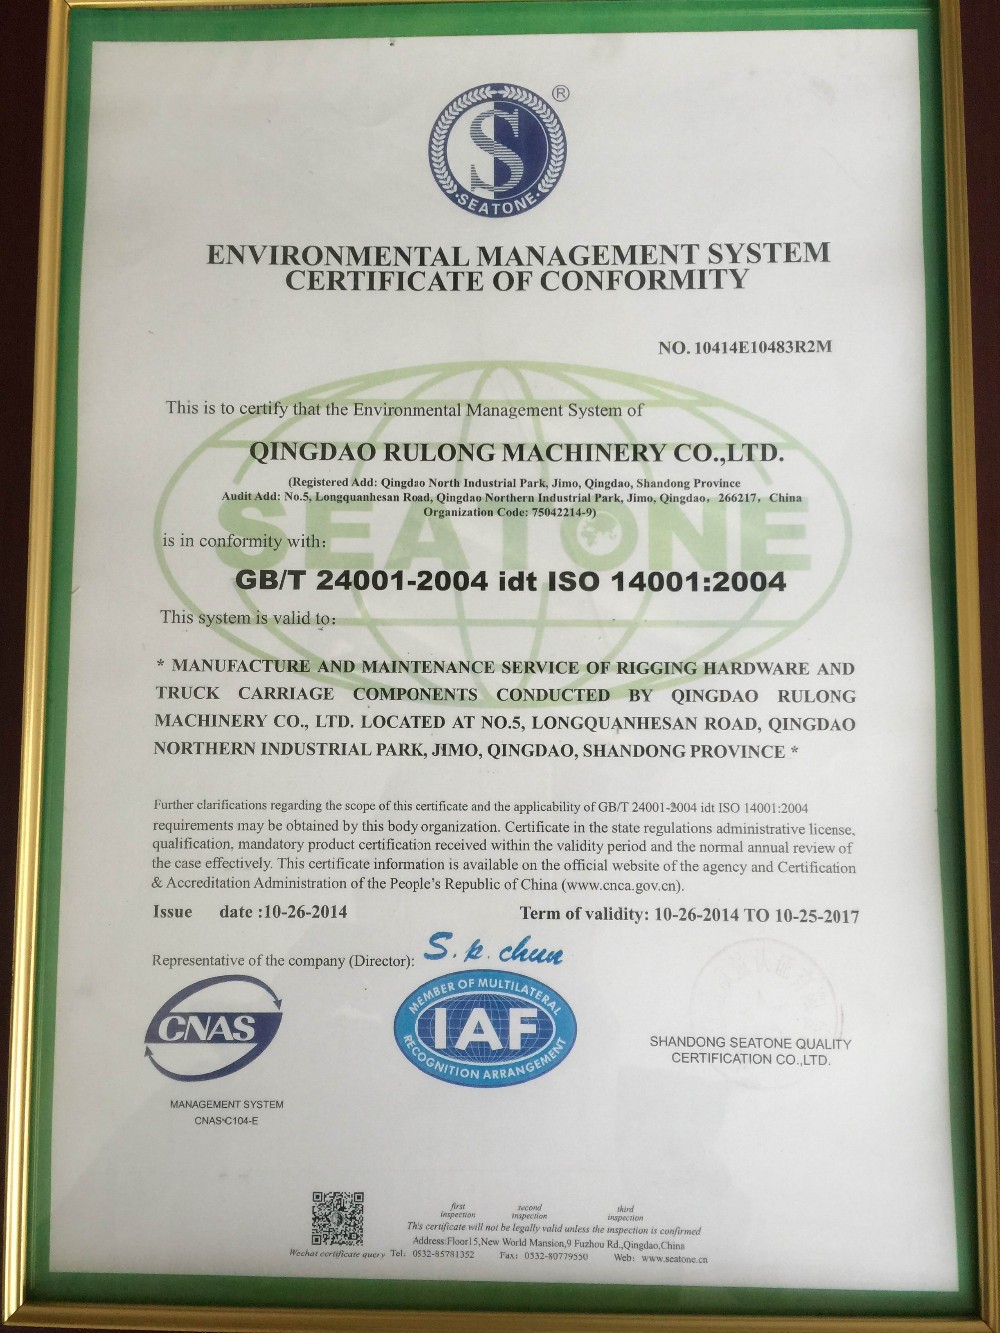 S
®
SEATONE
ENVIRONMENTAL MANAGEMENT SYSTEM
CERTIFICATE OF CONFORMITY
NO. 10414E10483R2M
This is to certify that the Environmental Management System of
QINGDAO RULONG MACHINERY CO.,LTD.
(Registered Add: Qingdao North Industrial Park, Jimo, Qingdao, Shandong Province
Audit Add: No.5, Longquanhesan Road, Qingdao Northern Industrial Park, Jimo, Qingdao, 266217, China
Organization Code: 75042214-9)
SEATONE
is in conformity with:
GB/T 24001-2004 idt ISO 14001:2004
This system is valid to:
* MANUFACTURE AND MAINTENANCE SERVICE OF RIGGING HARDWARE AND
TRUCK CARRIAGE COMPONENTS CONDUCTED BY QINGDAO RULONG
MACHINERY CO., LTD. LOCATED AT NO.5, LONGQUANHESAN ROAD, QINGDAO
NORTHERN INDUSTRIAL PARK, JIMO, QINGDAO, SHANDONG PROVINCE *
Further clarifications regarding the scope of this certificate and the applicability of GB/T 24001-2004 idt ISO 14001:2004
requirements may be obtained by this body organization. Certificate in the state regulations administrative license,
qualification, mandatory product certification received within the validity period and the normal annual review of
the case effectively. This certificate information is available on the official website of the agency and Certification
& Accreditation Administration of the People's Republic of China (www.cnca.gov.cn).
Issue date :10-26-2014
Term of validity: 10-26-2014 TO 10-25-2017
Representative of the company (Director): S. p. chun
CNAS
MANAGEMENT SYSTEM
CNAS C104-E
MEMBER OF MULTILATERAL
IAF
RECOGNITION ARRANGEMENT
SHANDONG SEATONE QUALITY
CERTIFICATION CO.,LTD.
first inspection
second inspection
third inspection
This certificate will not be legally valid unless the inspection is confirmed
Address:Floor15,New World Mansion,9 Fuzhou Rd.,Qingdao,China
Wechat certificate query Tel: 0532-85781352 Fax: 0532-80779550 Web: www.seatone.cn